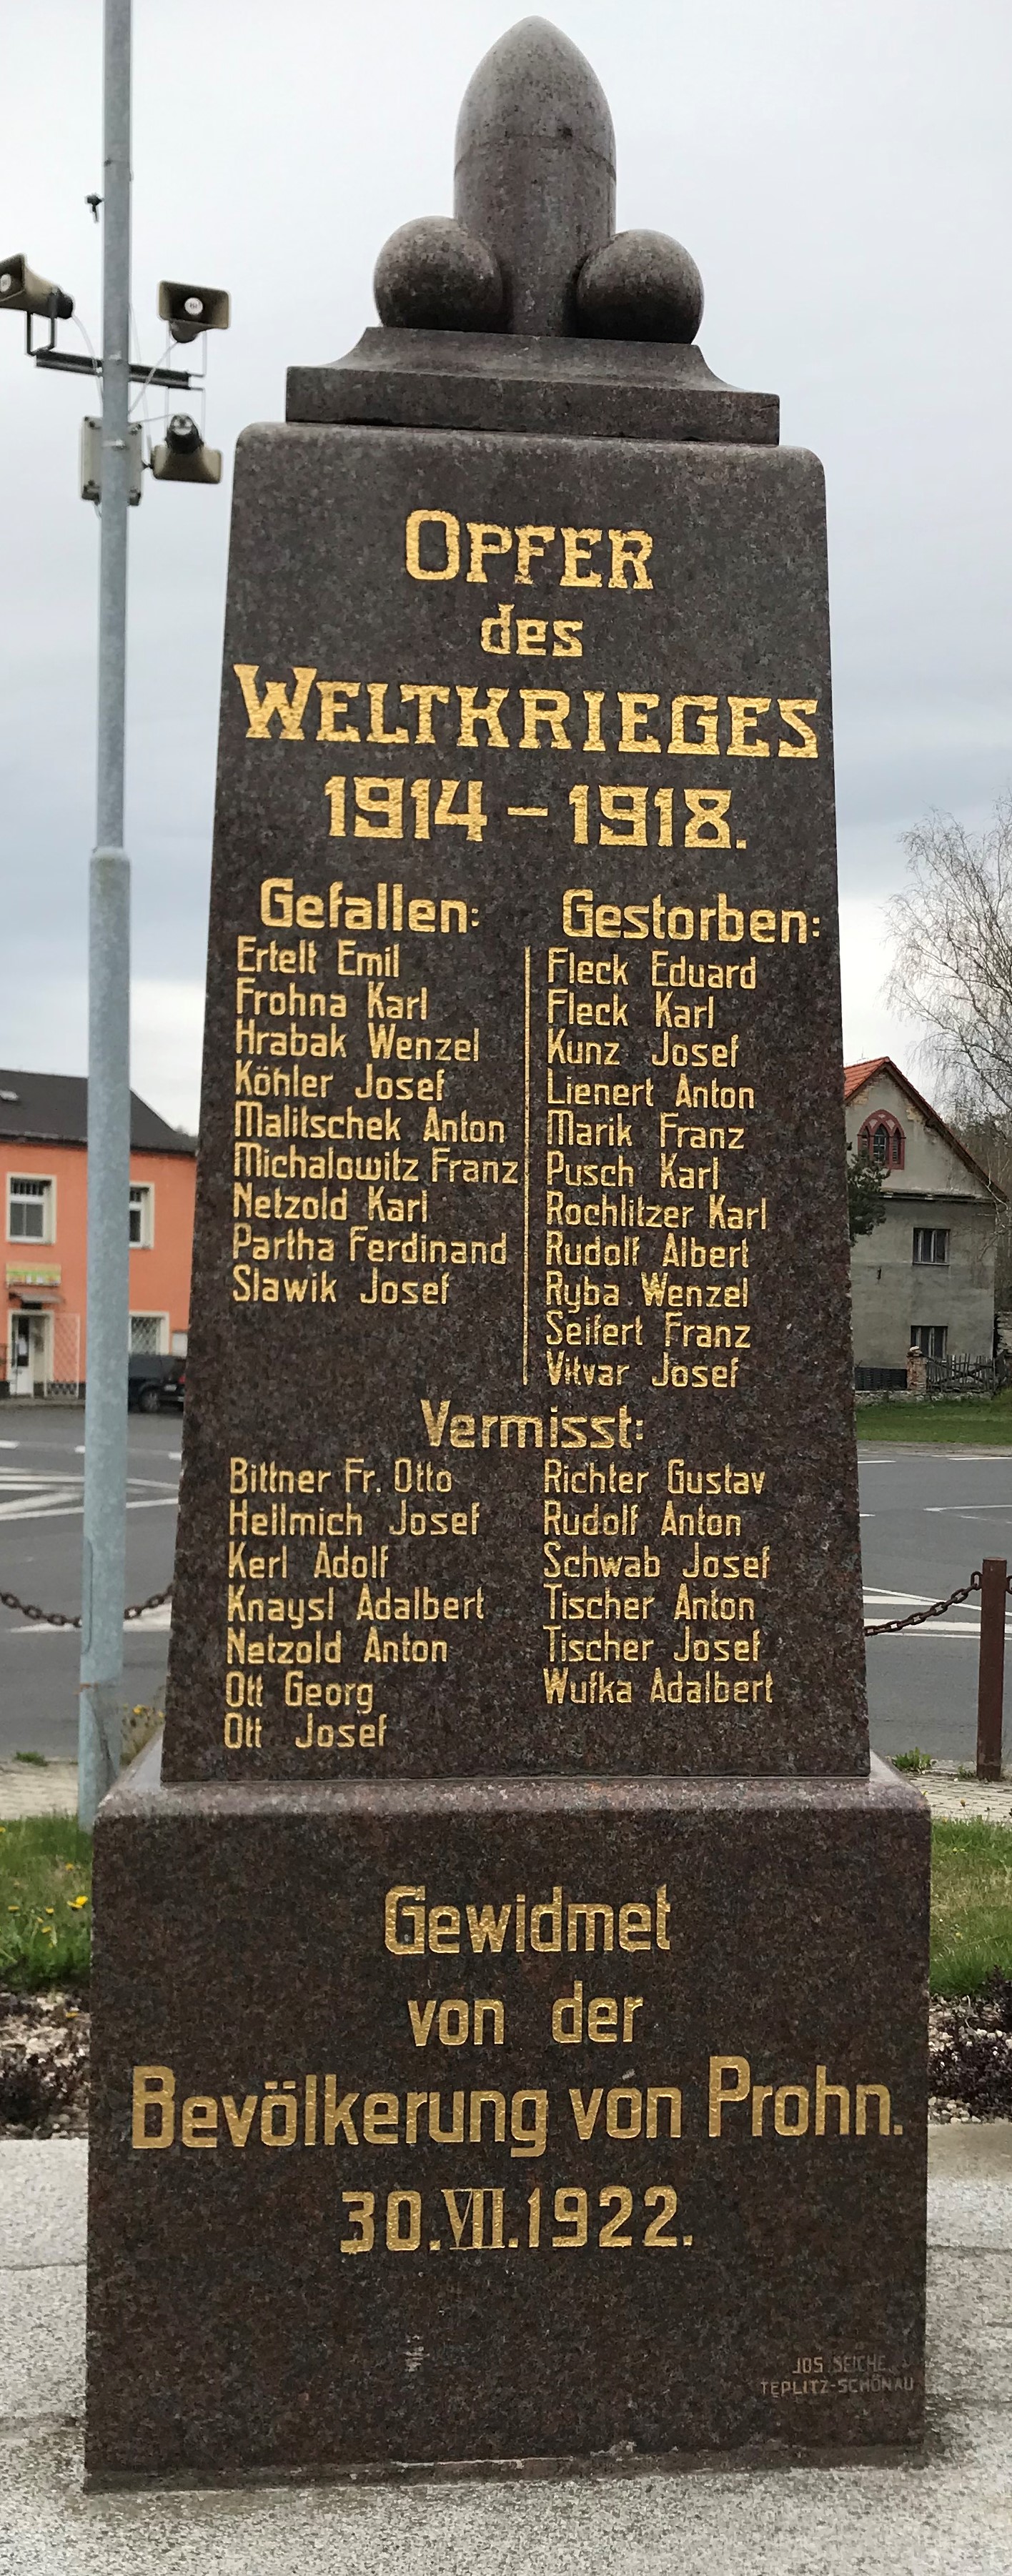 OPFER
des
WELTKRIEGES
1914 – 1918.
Gefallen:
Ertelt Emil
Frohna Karl
Hrabak Wenzel
Köhler Josef
Malitschek Anton
Michalowitz Franz
Netzold Karl
Partha Ferdinand
Slawik Josef
Gestorben:
Fleck Eduard
Fleck Karl
Kunz Josef
Lienert Anton
Marik Franz
Pusch Karl
Rochlitzer Karl
Rudolf Albert
Ryba Wenzel
Seifert Franz
Vitvar Josef
Vermisst:
Bittner Fr. Otto
Hellmich Josef
Kerl Adolf
Knaysl Adalbert
Netzold Anton
Ott Georg
Ott Josef
Richter Gustav
Rudolf Anton
Schwab Josef
Tischer Anton
Tischer Josef
Wufka Adalbert
Gewidmet
von der
Bevölkerung von Prohn.
30.VII.1922.
JOS SEICHE
TEPLITZ-SCHÖNAU